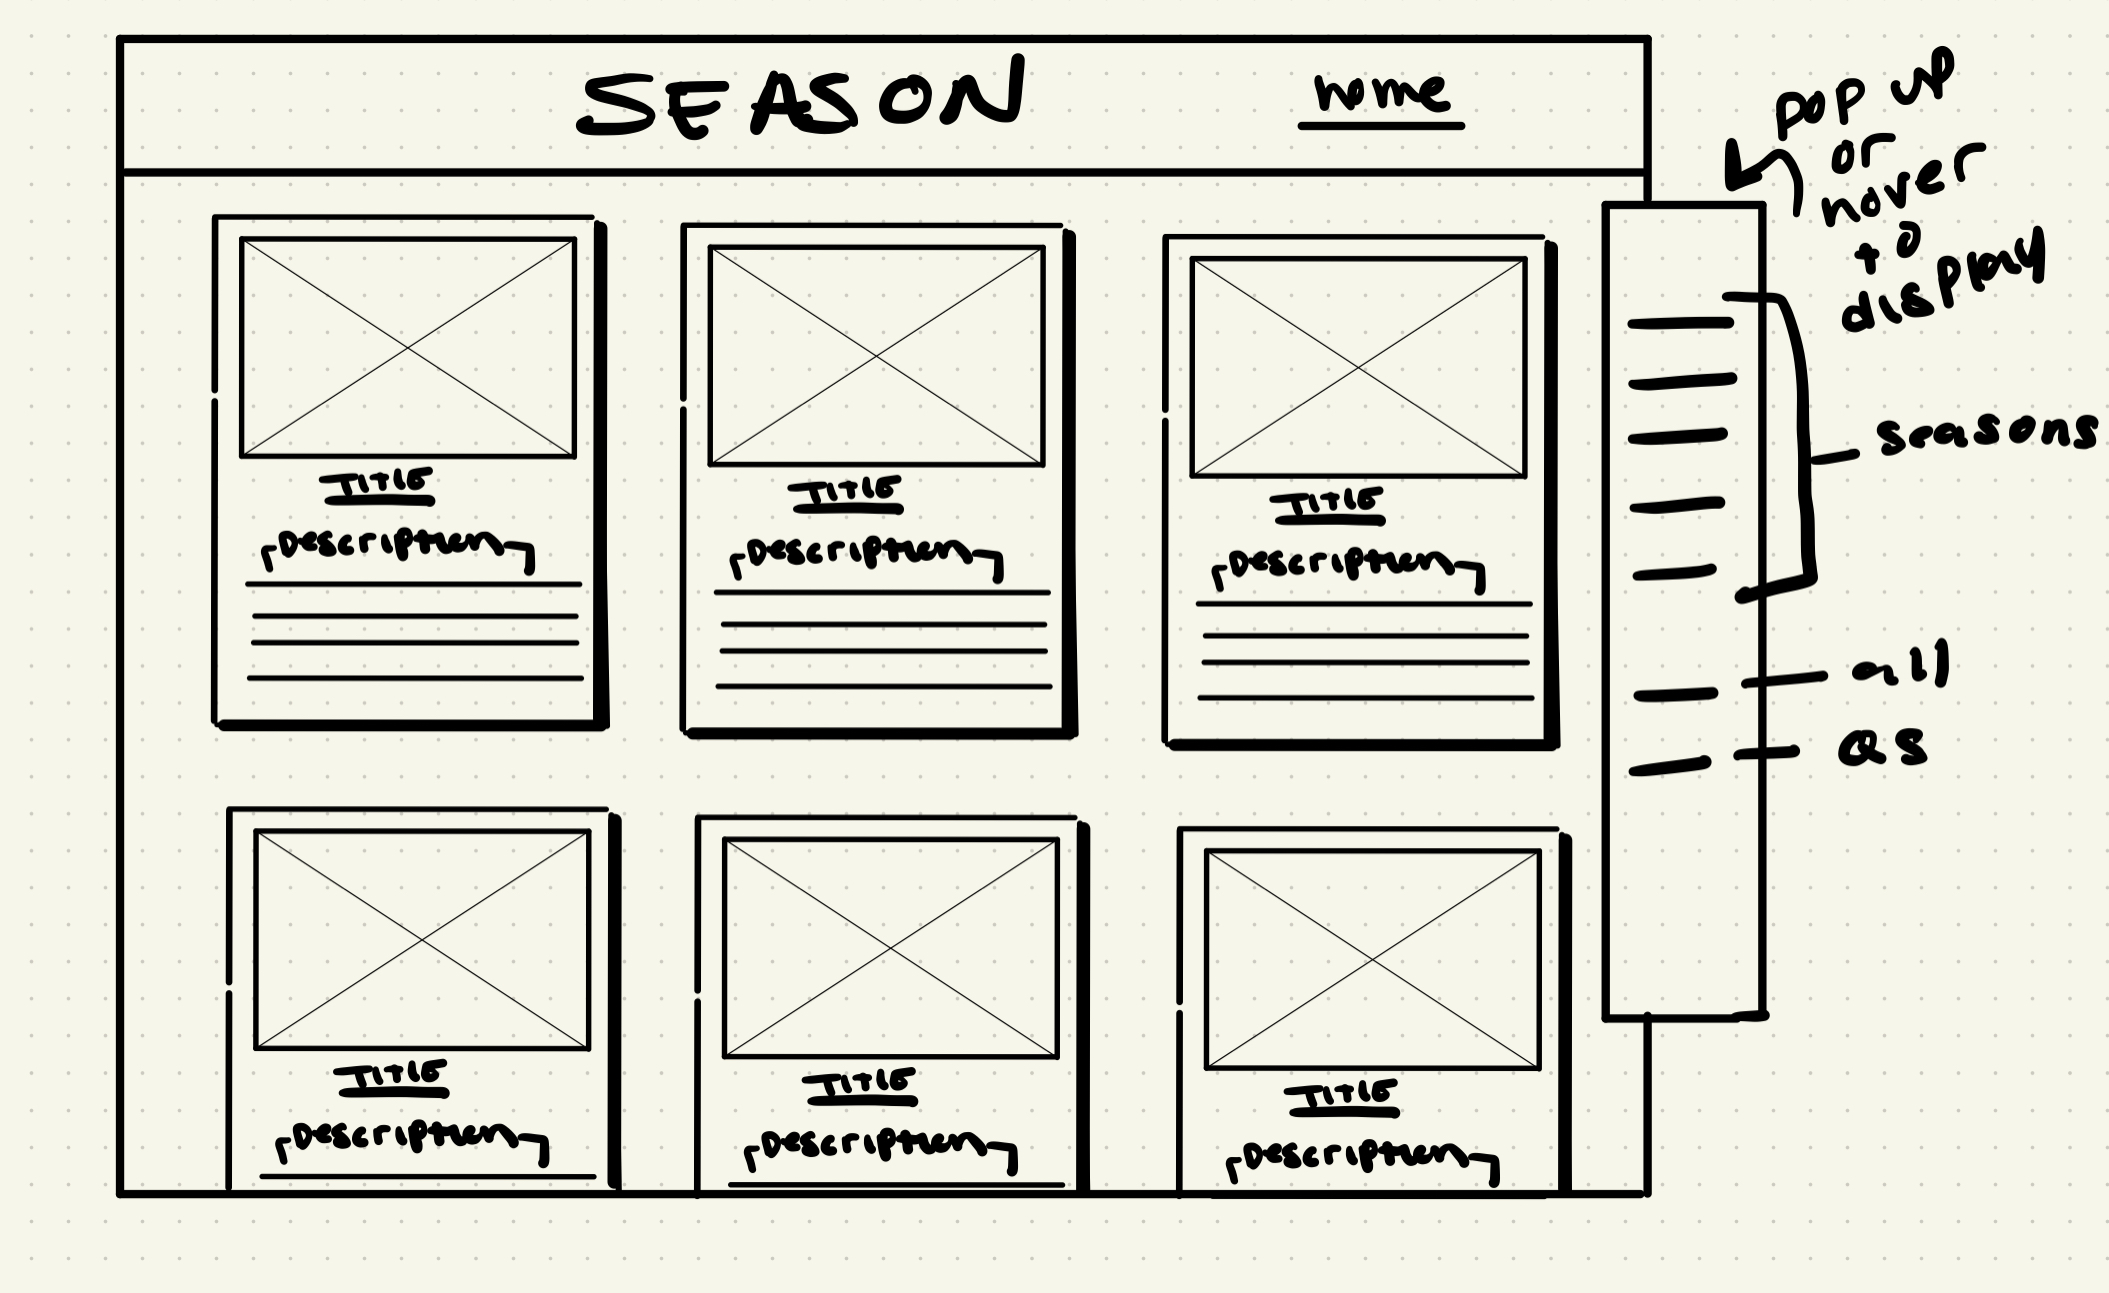 SEASON
home
pop up
or
hover
to
display
TITLE
TITLE
TITLE
Description
Description
Description
seasons
all
as
TITLE
TITLE
TITLE
Description
Description
Description